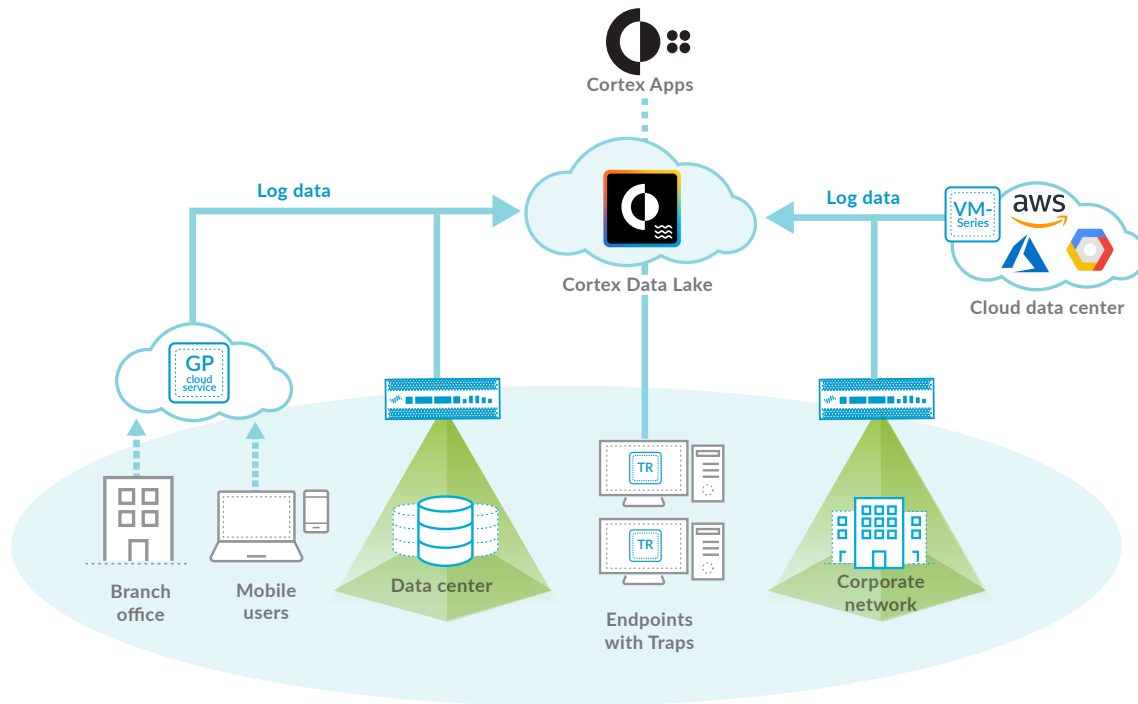 Cortex Apps
Log data
Log data
VM-
Series
aws
Cortex Data Lake
Cloud data center
GP
cloud
service
TR
TR
Branch
office
Mobile
users
Data center
Endpoints
with Traps
Corporate
network